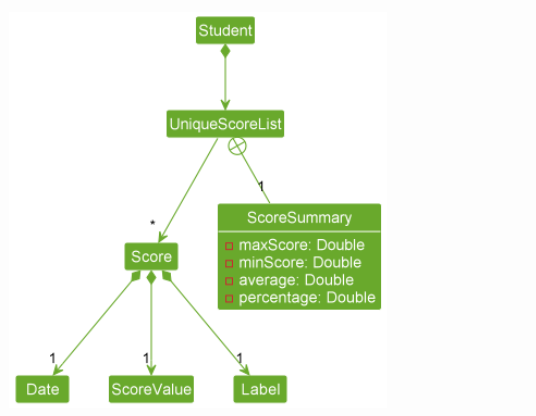 Student
UniqueScoreList
1
ScoreSummary
maxScore: Double
minScore: Double
average: Double
percentage: Double
*
Score
1
1
1
Date
ScoreValue
Label